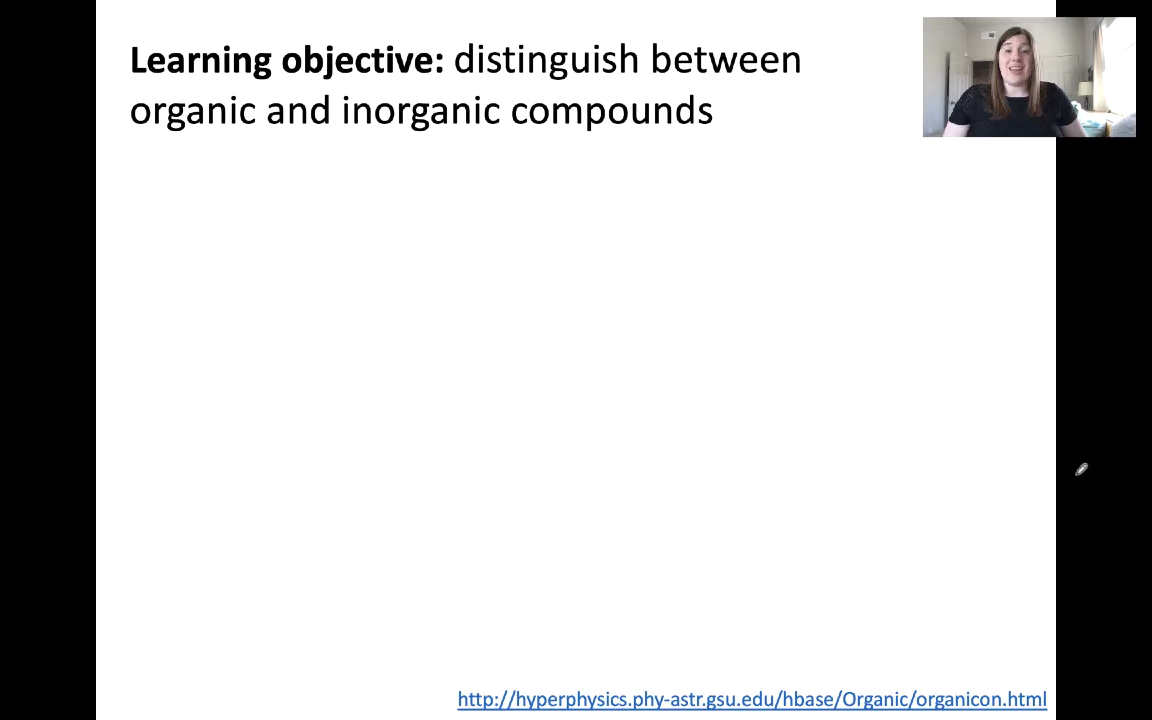 Learning objective: distinguish between
organic and inorganic compounds
http://hyperphysics.phy-astr.gsu.edu/hbase/Organic/organicon.html